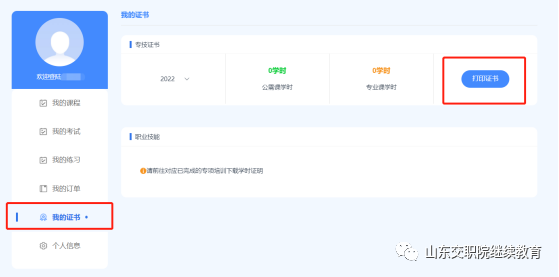 我的证书
欢迎登陆
我的课程
我的考试
我的练习
我的订单
我的证书
个人信息
专技证书
2022
0学时
公需课学时
0学时
专业课学时
打印证书
职业技能
请前往对应已完成的专项培训下载学时证明
山东交职院继续教育